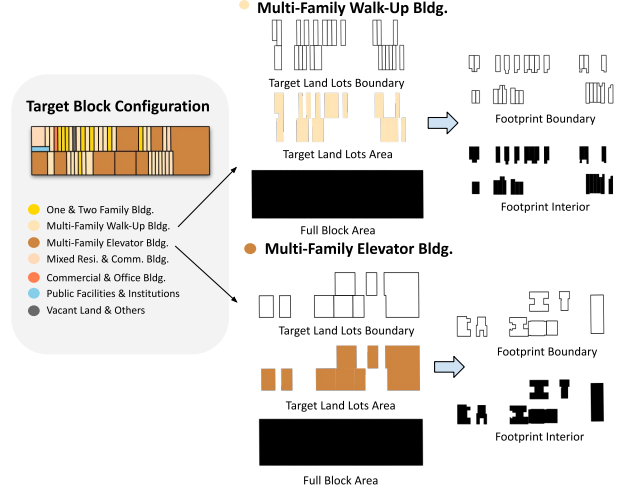 Multi-Family Walk-Up Bldg.
Target Land Lots Boundary
Target Land Lots Area
Full Block Area
Footprint Boundary
Footprint Interior
Target Block Configuration
One & Two Family Bldg.
Multi-Family Walk-Up Bldg.
Multi-Family Elevator Bldg.
Mixed Resi. & Comm. Bldg.
Commercial & Office Bldg.
Public Facilities & Institutions
Vacant Land & Others
Multi-Family Elevator Bldg.
Target Land Lots Boundary
Target Land Lots Area
Full Block Area
Footprint Boundary
Footprint Interior